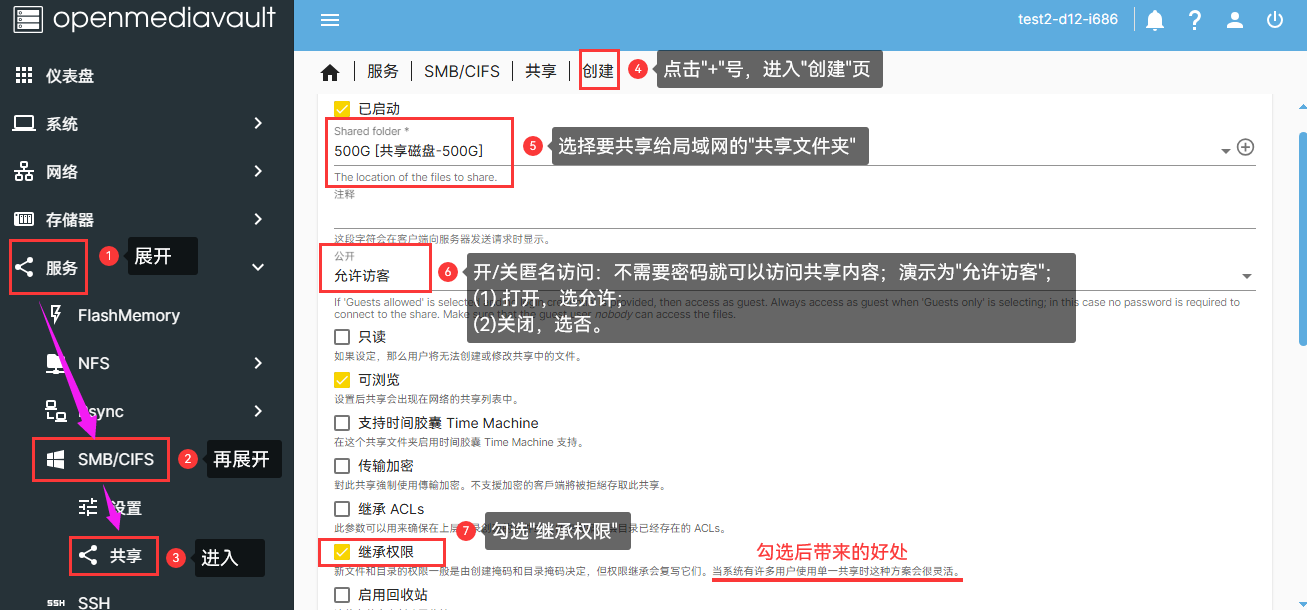 openmediavault
test2-d12-i686
仪表盘
系统
网络
存储器
服务
1
展开
FlashMemory
NFS
Rsync
SMB/CIFS
2
再展开
设置
共享
3
进入
SSH
SSH
服务
SMB/CIFS
共享
创建
4
点击"+"号，进入"创建"页
已启动
Shared folder *
500G [共享磁盘-500G]
5
选择要共享给局域网的"共享文件夹"
The location of the files to share.
注释
这段字符会在客户端向服务器发送请求时显示。
公开
允许访客
6
开/关匿名访问：不需要密码就可以访问共享内容；演示为"允许访客"；
(1) 打开，选允许；
(2)关闭，选否。
If 'Guests allowed' is selected provided, then access as guest. Always access as guest when 'Guests only' is selecting; in this case no password is required to
connect to the share. Make sure that the guest user nobody can access the files.
只读
如果设定，那么用户将无法创建或修改共享中的文件。
可浏览
设置后共享会出现在网络的共享列表中。
支持时间胶囊 Time Machine
在这个共享文件夹启用时间胶囊 Time Machine 支持。
传输加密
對此共享強制使用傳輸加密。不支援加密的客戶端將被拒絕存取此共享。
继承 ACLs
此参数可以用来确保在上层目录已经存在的 ACLs。
7
勾选"继承权限"
继承权限
勾选后带来的好处
新文件和目录的权限一般是由创建掩码和目录掩码决定，但权限继承会复写它们。当系统有许多用户使用单一共享时这种方案会很灵活。
启用回收站